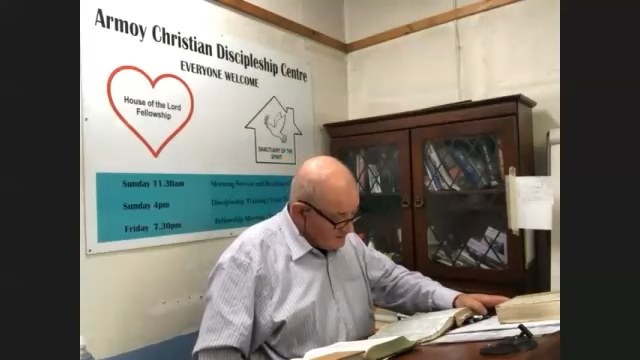 Armoy Christian Discipleship Centre
EVERYONE WELCOME
House of the Lord
Fellowship
SANCTUARY OF THE
SPIRIT
Sunday 11.30am Morning Service and
Sunday 4pm Discipleship Training
Friday 7.30pm Fellowship Meeting